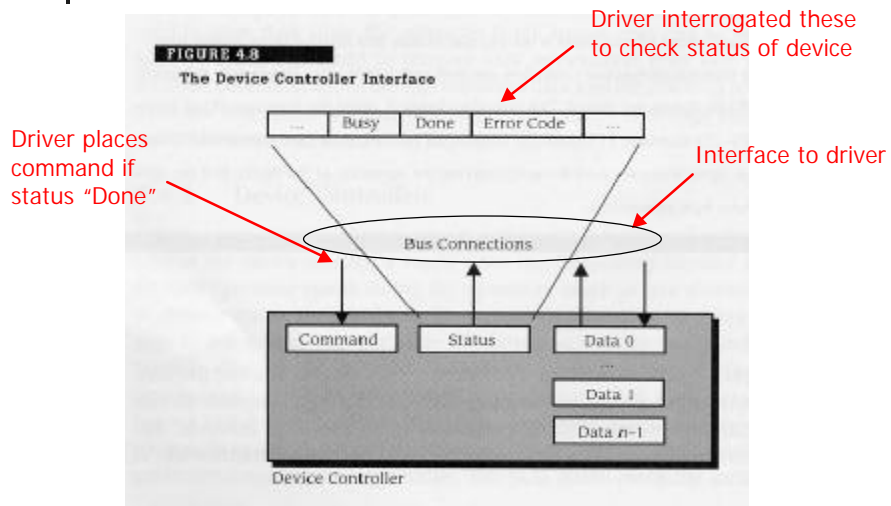 Driver interrogated these
to check status of device
FIGURE 4.8
The Device Controller Interface
... Busy Done Error Code ...
Driver places
command if
status “Done”
Interface to driver
Bus Connections
Command Status Data 0
...
Data 1
Data n–1
Device Controller